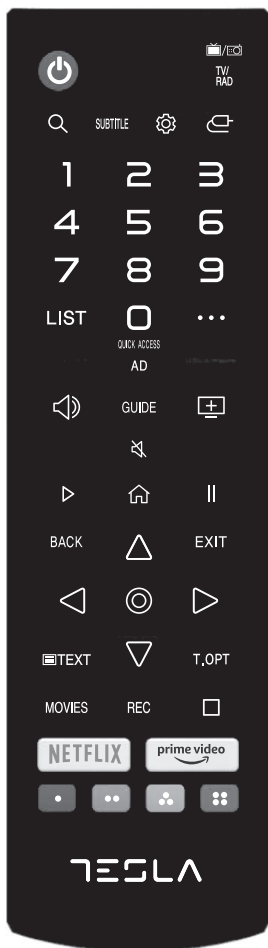 TV/
RAD
SUBTITLE
1 2 3
4 5 6
7 8 9
LIST 0 ...
QUICK ACCESS
AD
GUIDE
BACK EXIT
TEXT T.OPT
MOVIES REC
NETFLIX prime video
TESLA